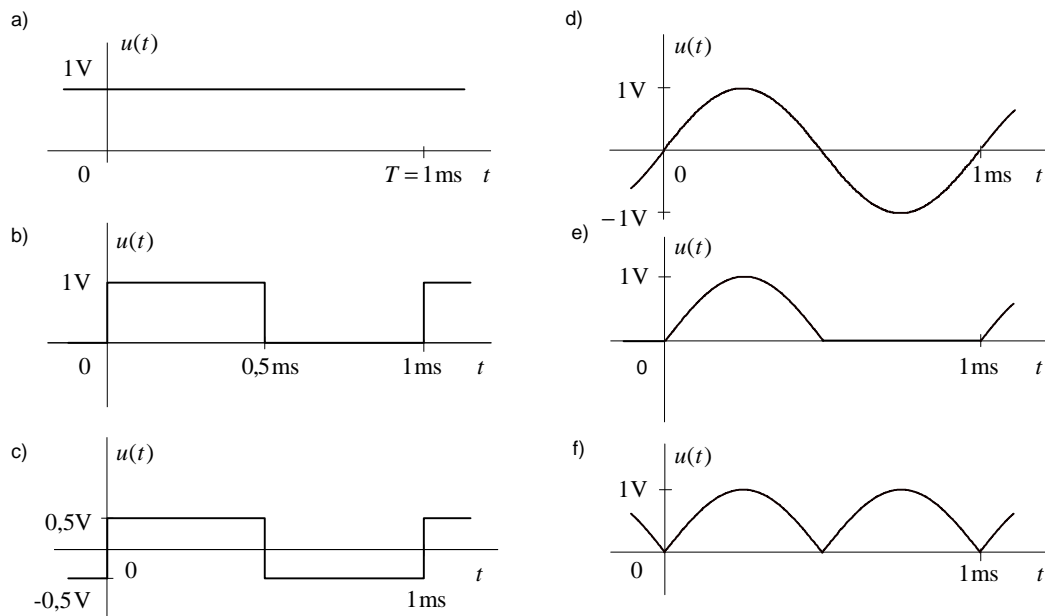 a)
u(t)
1V
0
T = 1ms t
b)
u(t)
1V
0
0,5ms
1ms t
c)
u(t)
0,5V
0
t
-0,5V
1ms
d)
u(t)
1V
0
1ms t
−1V
e)
u(t)
1V
0
1ms t
f)
u(t)
1V
0
1ms t